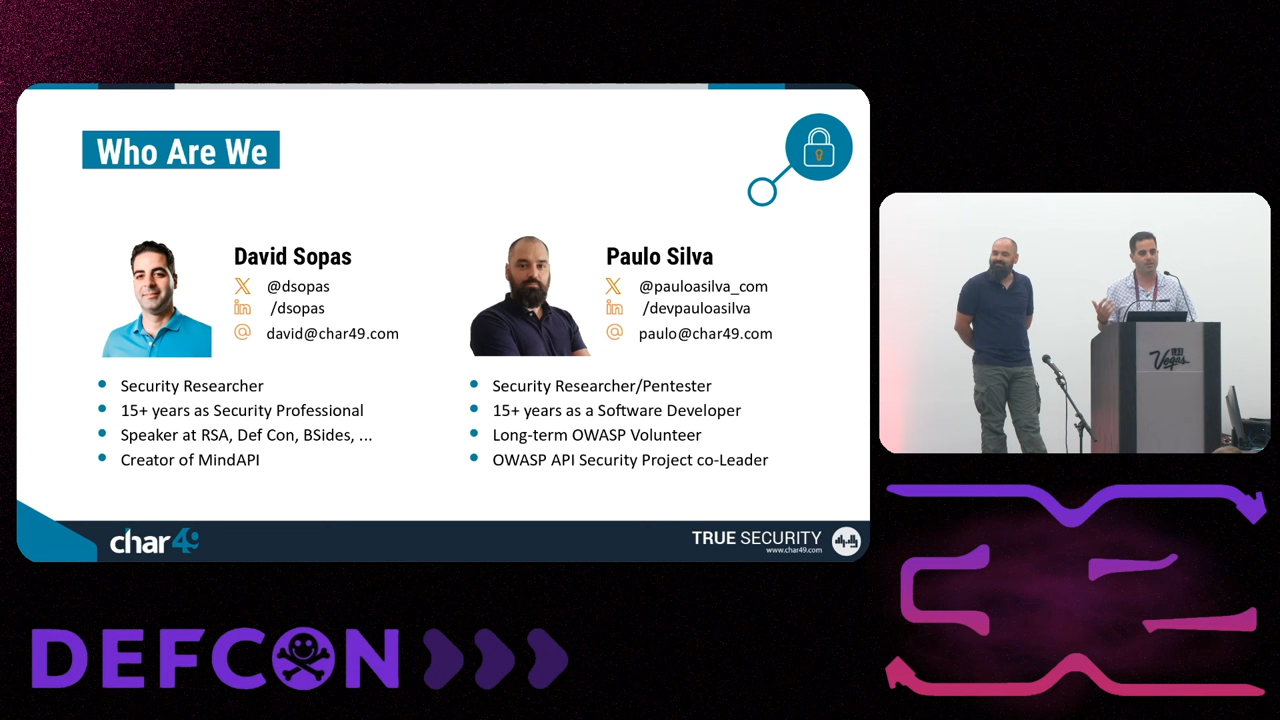 Who Are We
David Sopas
@dsopas
in /dsopas
@ david@char49.com
Security Researcher
15+ years as Security Professional
Speaker at RSA, Def Con, BSides, ...
Creator of MindAPI
Paulo Silva
@pauloasilva_com
in /devpauloasilva
@ paulo@char49.com
Security Researcher/Pentester
15+ years as a Software Developer
Long-term OWASP Volunteer
OWASP API Security Project co-Leader
char49
TRUE SECURITY
www.char49.com
Vegas
DEFCON